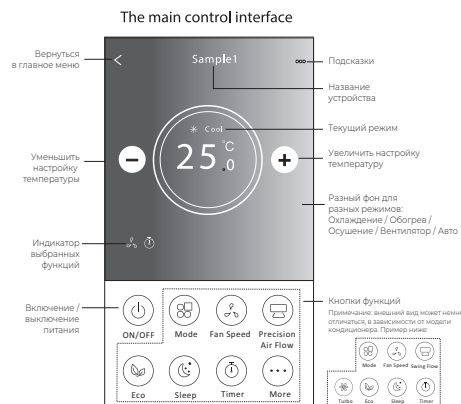 The main control interface
Вернуться
в главное меню
Sample1
Подсказки
Название
устройства
Cool
Текущий режим
25.0°C
Уменьшить
настройку
температуры
Увеличить настройку
температуру
Разный фон для
разных режимов:
Охлаждение / Обогрев /
Осушение / Вентилятор / Авто
Индикатор
выбранных
функций
Включение /
выключение
питания
ON/OFF
Mode
Fan Speed
Precision
Air Flow
Eco
Sleep
Timer
More
Кнопки функций
Примечание: внешний вид может немн
отличаться, в зависимости от модели
кондиционера. Пример ниже:
Mode
Fan Speed
Swing Flow
Turbo
Eco
Sleep
Timer